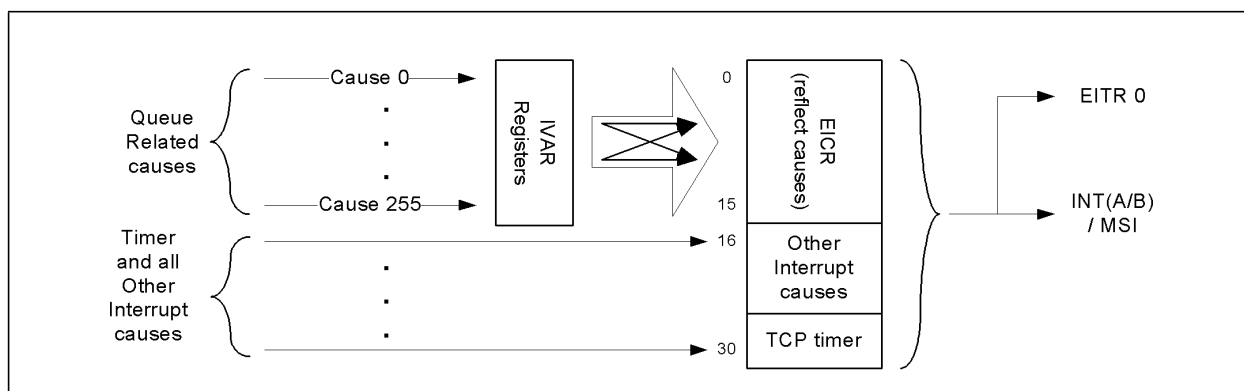 Queue
Related
causes
Cause 0
.
.
.
Cause 255
Timer
and all
Other
Interrupt
causes
.
.
.
IVAR
Registers
0
15
16
30
EICR
(reflect causes)
Other
Interrupt
causes
TCP timer
EITR 0
INT(A/B)
/ MSI